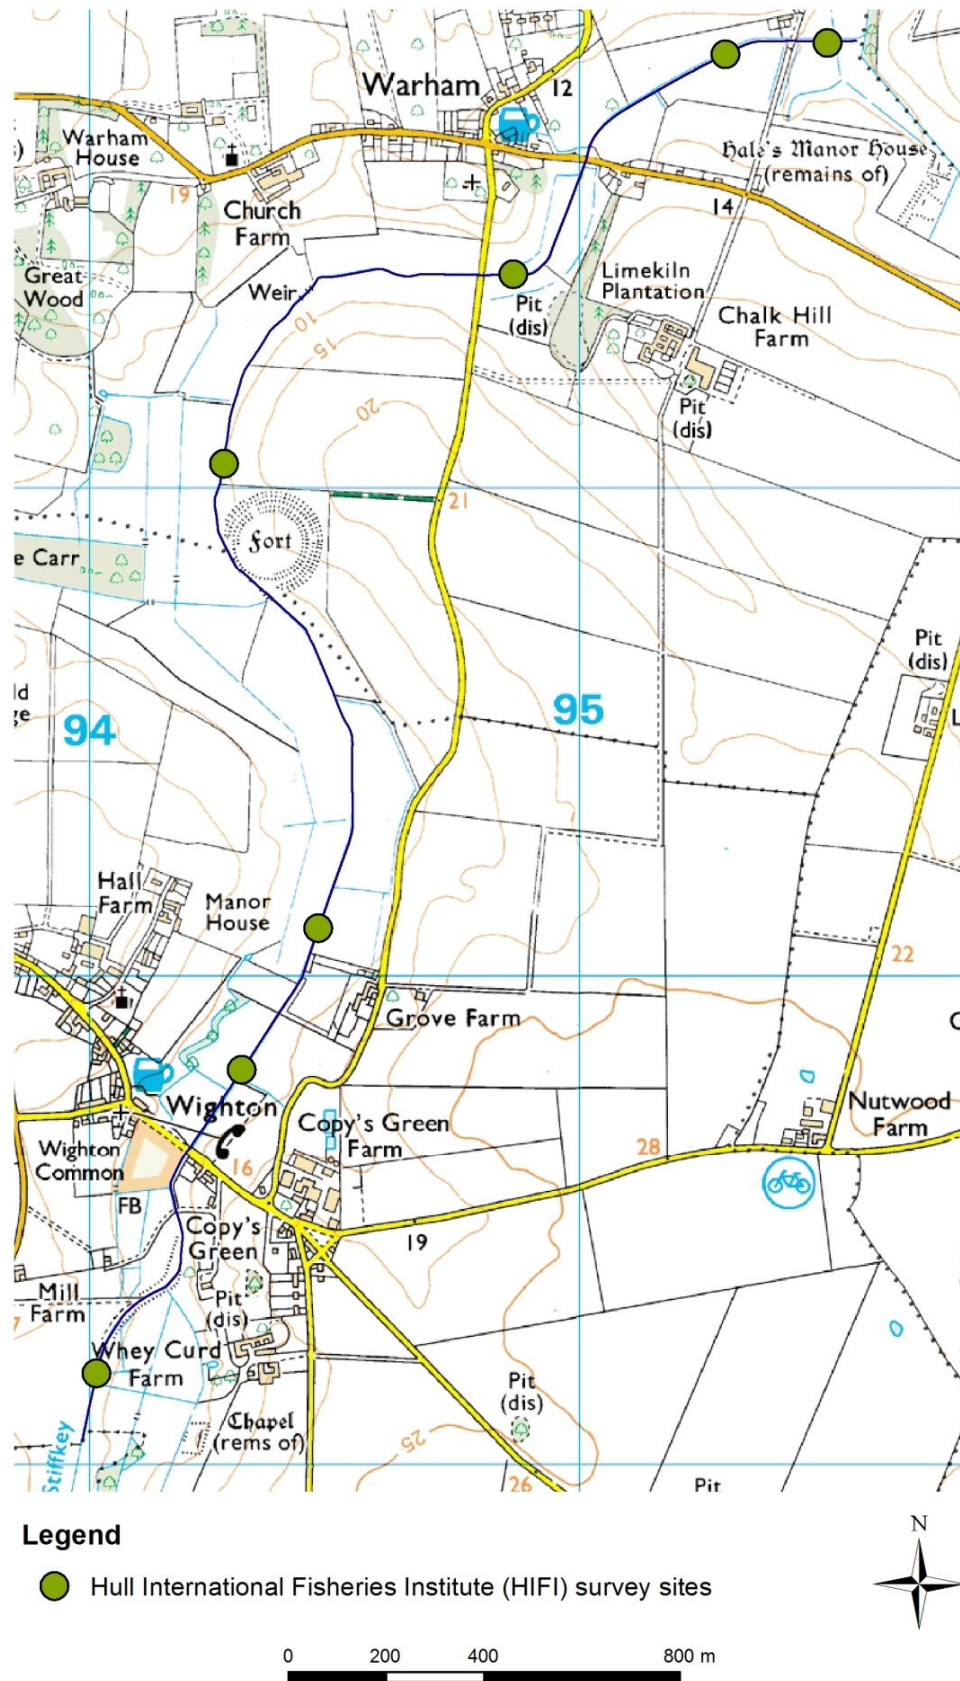 Warham
12
Warham
House
Hale's Manor House
(remains of)
19
Church
Farm
14
Great
Wood
Weir
Limekiln
Plantation
Pit
(dis)
Chalk Hill
Farm
10
15
20
Pit
(dis)
21
Fort
e Carr
Pit
(dis)
ld
ge
94
95
L
Hall
Farm
Manor
House
22
Grove Farm
C
Wighton
Copy's Green
Farm
Nutwood
Farm
Wighton
Common
16
28
FB
Copy's
Green
19
Mill
Farm
7
Pit
(dis)
Whey Curd
Farm
Pit
(dis)
Chapel
(rems of)
25
Stiffkey
26
Pit
Legend
N
Hull International Fisheries Institute (HIFI) survey sites
0 200 400 800 m